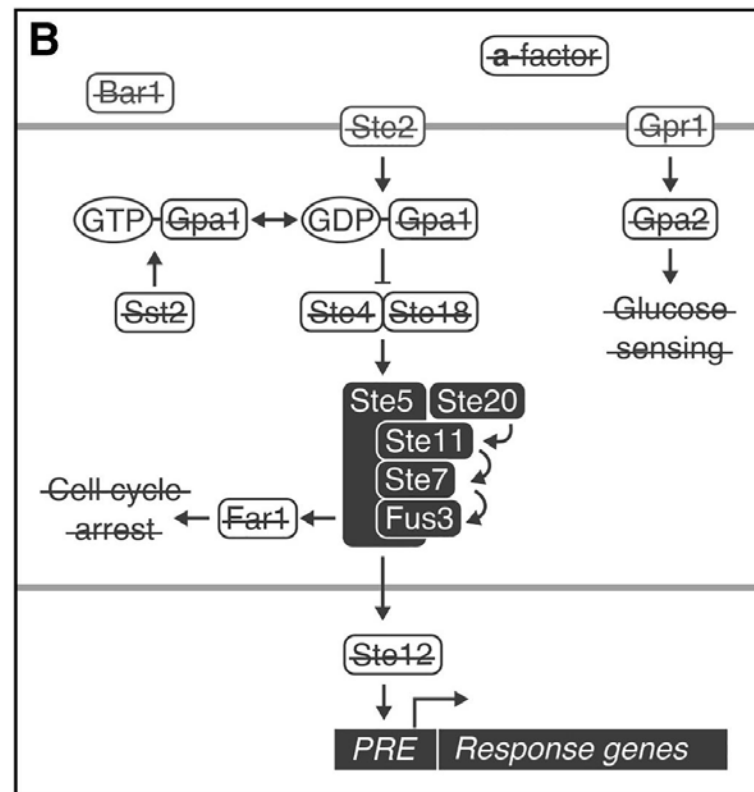 B
a-factor
Bar1
Ste2
Gpr1
GTP
Gpa1
GDP
Gpa1
Gpa2
Sst2
Ste4
Ste18
Glucose
sensing
Ste5
Ste20
Ste11
Ste7
Fus3
Cell cycle
arrest
Far1
Ste12
PRE
Response genes